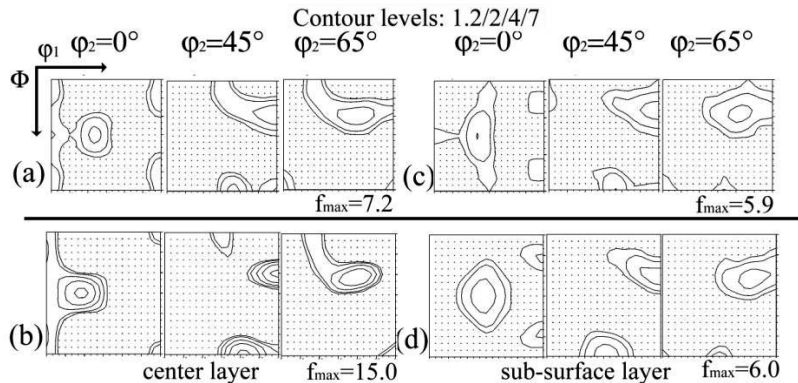 Contour levels: 1.2/2/4/7
φ₁ φ₂=0° φ₂=45° φ₂=65° φ₂=0° φ₂=45° φ₂=65°
Φ
(a) (c)
fmax=7.2 fmax=5.9
(b) (d)
center layer fmax=15.0 sub-surface layer fmax=6.0